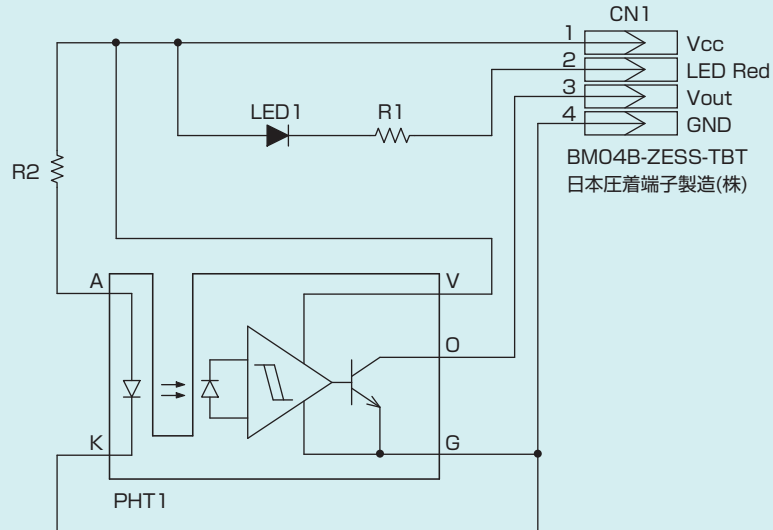 CN1
1
Vcc
2
LED Red
3
Vout
4
GND
LED1
R1
BM04B-ZESS-TBT
日本圧着端子製造(株)
R2
A
V
O
K
G
PHT1